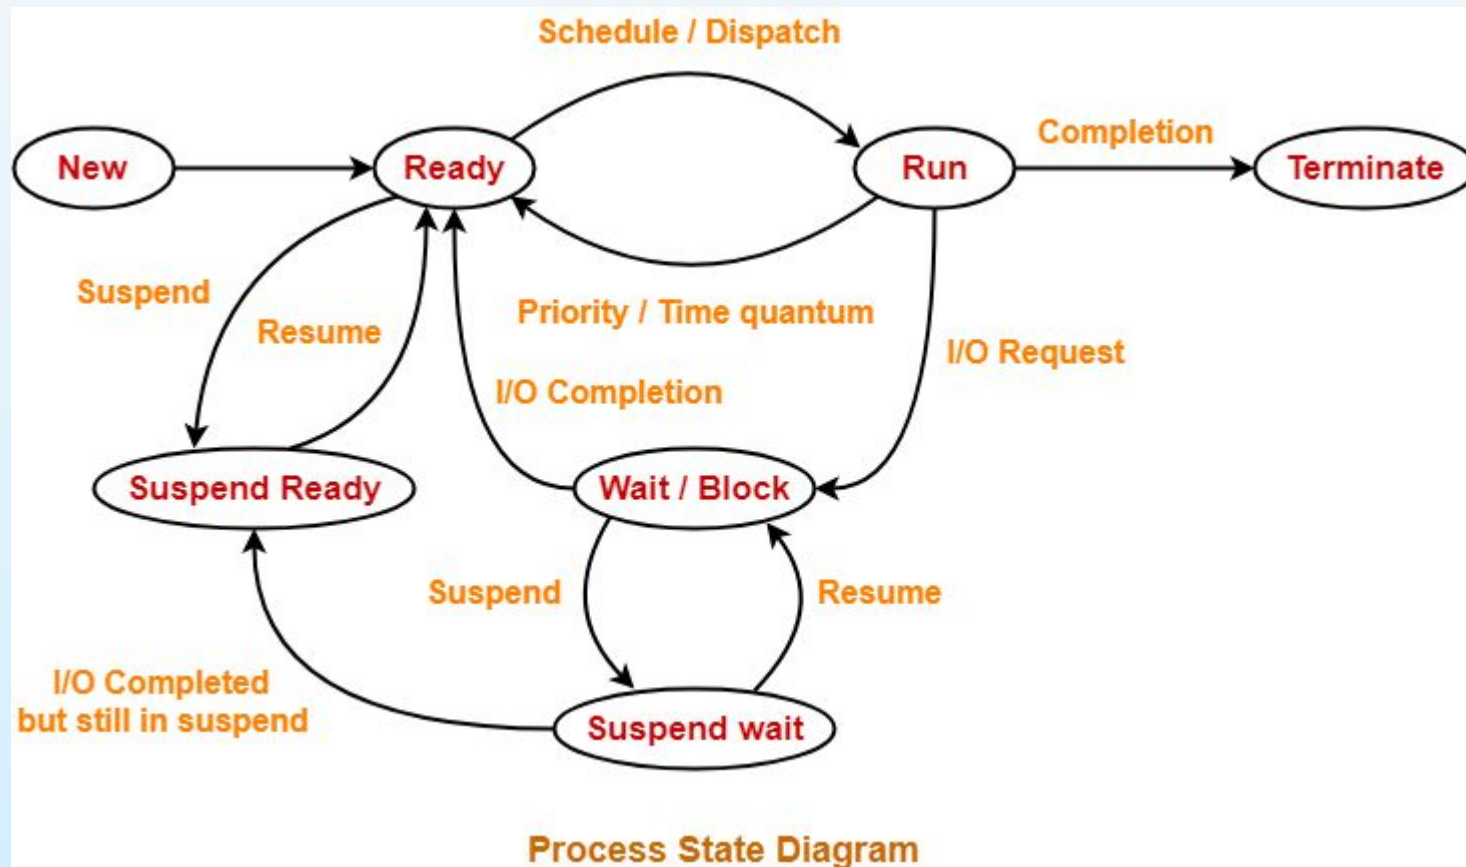 Schedule / Dispatch
Completion
New
Ready
Run
Terminate
Suspend
Resume
Priority / Time quantum
I/O Request
I/O Completion
Suspend Ready
Wait / Block
Suspend
Resume
I/O Completed
but still in suspend
Suspend wait
Process State Diagram